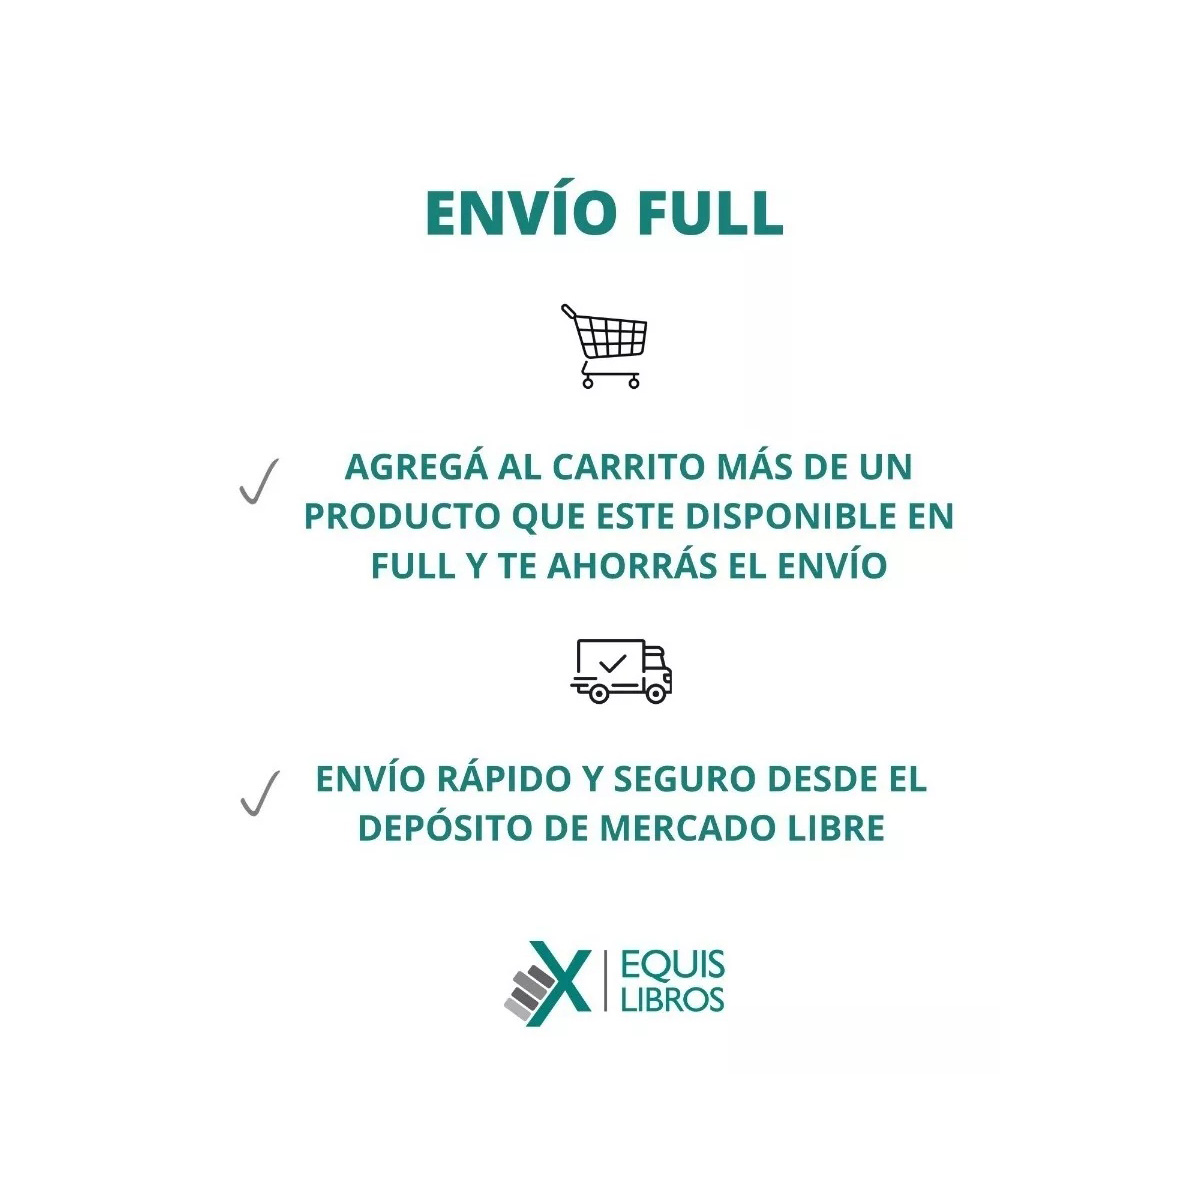 ENVÍO FULL
AGREGÁ AL CARRITO MÁS DE UN
PRODUCTO QUE ESTE DISPONIBLE EN
FULL Y TE AHORRÁS EL ENVÍO
ENVÍO RÁPIDO Y SEGURO DESDE EL
DEPÓSITO DE MERCADO LIBRE
X
EQUIS
LIBROS